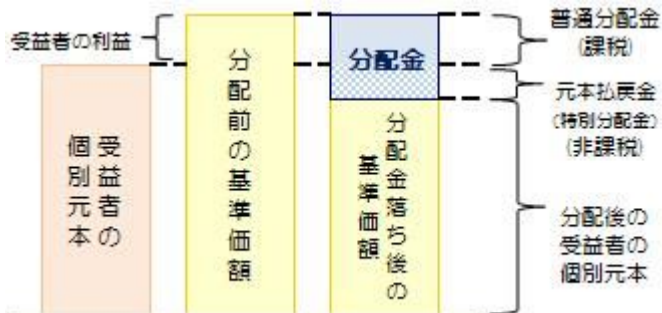 受益者の利益
受益者の
個別元本
分配前の基準価額
分配金
分配金落ち後の
基準価額
普通分配金
(課税)
元本払戻金
(特別分配金)
(非課税)
分配後の
受益者の
個別元本